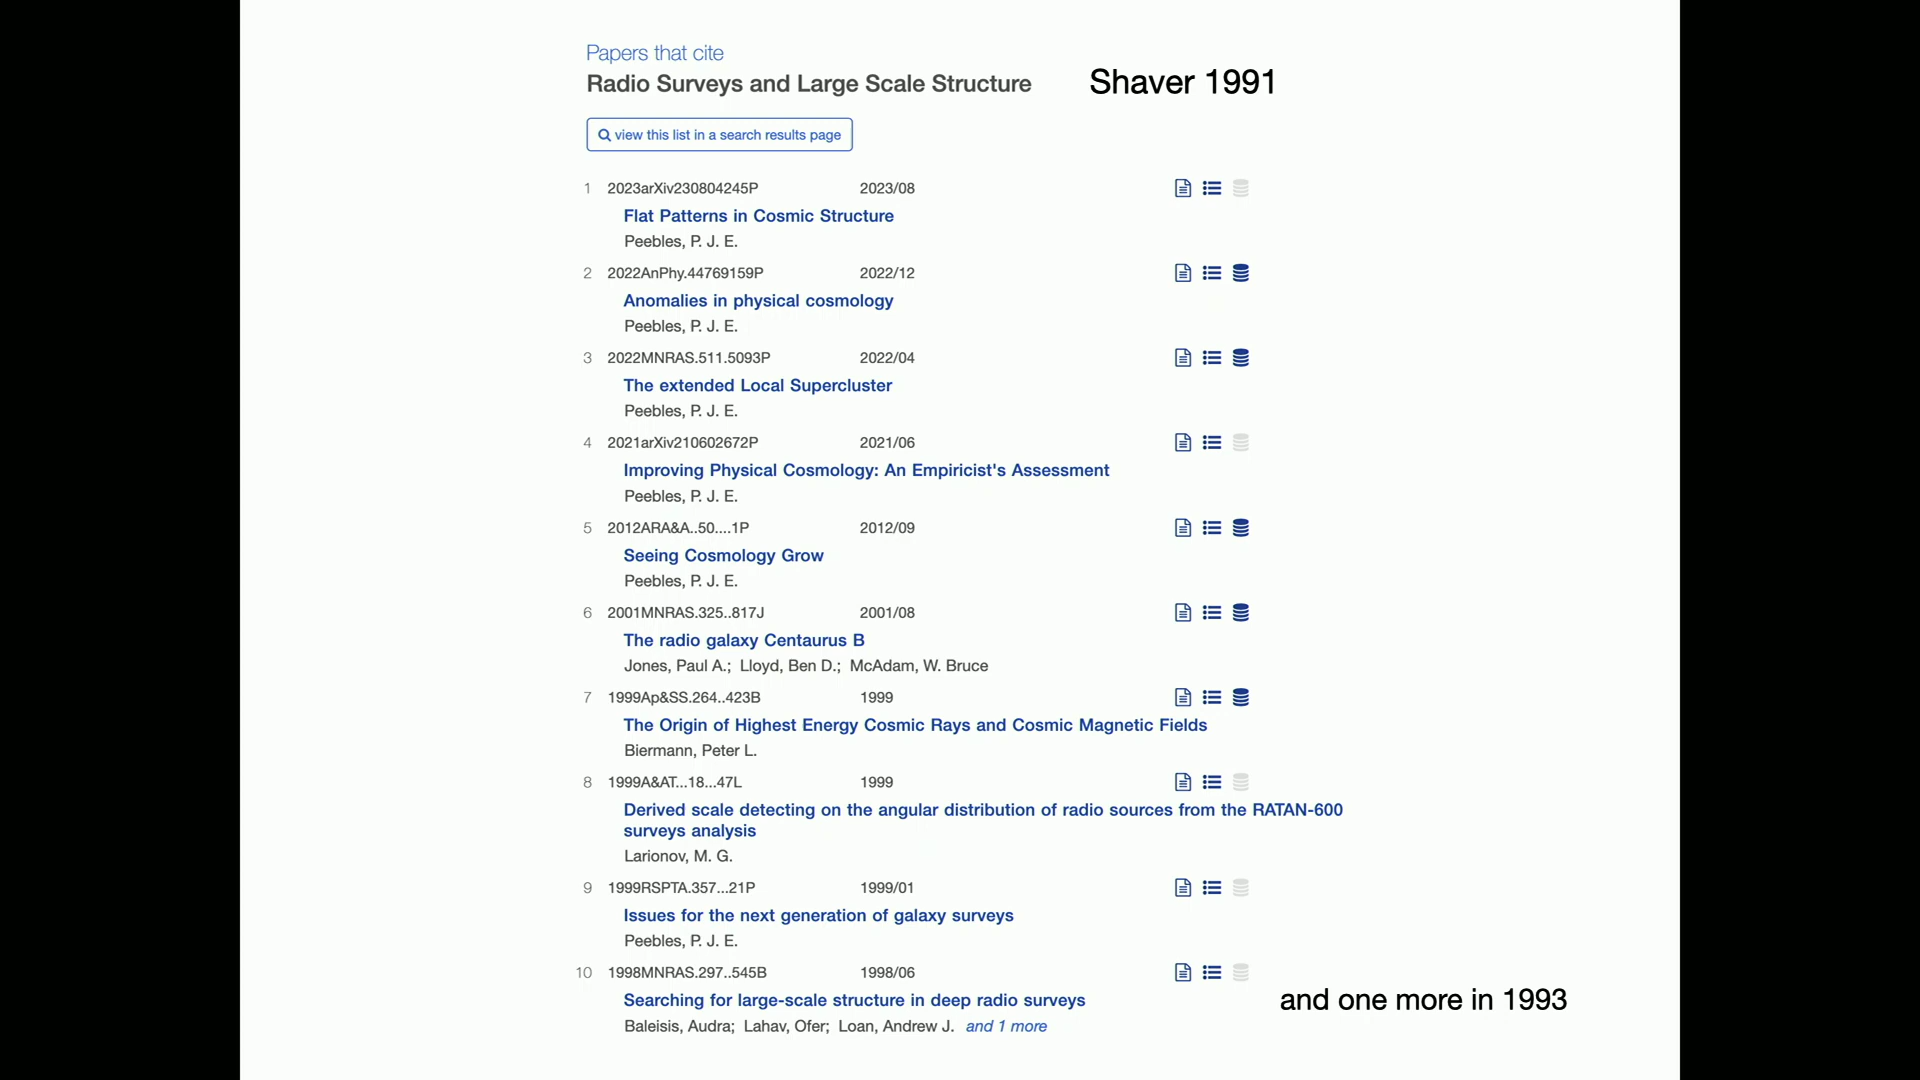 Papers that cite
Radio Surveys and Large Scale Structure
Shaver 1991
view this list in a search results page
1 2023arXiv230804245P 2023/08
Flat Patterns in Cosmic Structure
Peebles, P. J. E.
2 2022AnPhy.44769159P 2022/12
Anomalies in physical cosmology
Peebles, P. J. E.
3 2022MNRAS.511.5093P 2022/04
The extended Local Supercluster
Peebles, P. J. E.
4 2021arXiv210602672P 2021/06
Improving Physical Cosmology: An Empiricist's Assessment
Peebles, P. J. E.
5 2012ARA&A..50....1P 2012/09
Seeing Cosmology Grow
Peebles, P. J. E.
6 2001MNRAS.325..817J 2001/08
The radio galaxy Centaurus B
Jones, Paul A.; Lloyd, Ben D.; McAdam, W. Bruce
7 1999Ap&SS.264..423B 1999
The Origin of Highest Energy Cosmic Rays and Cosmic Magnetic Fields
Biermann, Peter L.
8 1999A&AT...18...47L 1999
Derived scale detecting on the angular distribution of radio sources from the RATAN-600
surveys analysis
Larionov, M. G.
9 1999RSPTA.357...21P 1999/01
Issues for the next generation of galaxy surveys
Peebles, P. J. E.
10 1998MNRAS.297..545B 1998/06
Searching for large-scale structure in deep radio surveys
Baleisis, Audra; Lahav, Ofer; Loan, Andrew J. and 1 more
and one more in 1993